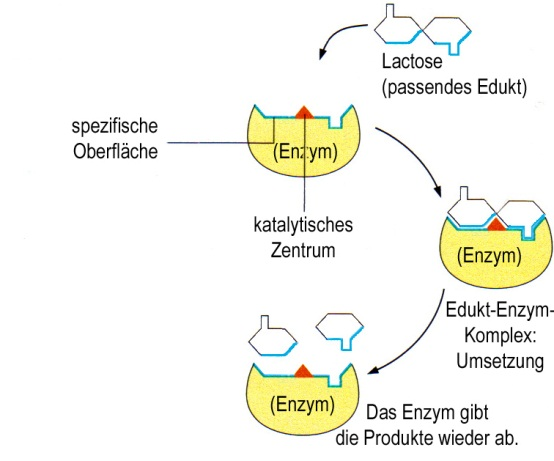 Lactose
(passendes Edukt)
spezifische
Oberfläche
(Enzym)
katalytisches
Zentrum
(Enzym)
Edukt-Enzym-
Komplex:
Umsetzung
(Enzym)
Das Enzym gibt
die Produkte wieder ab.